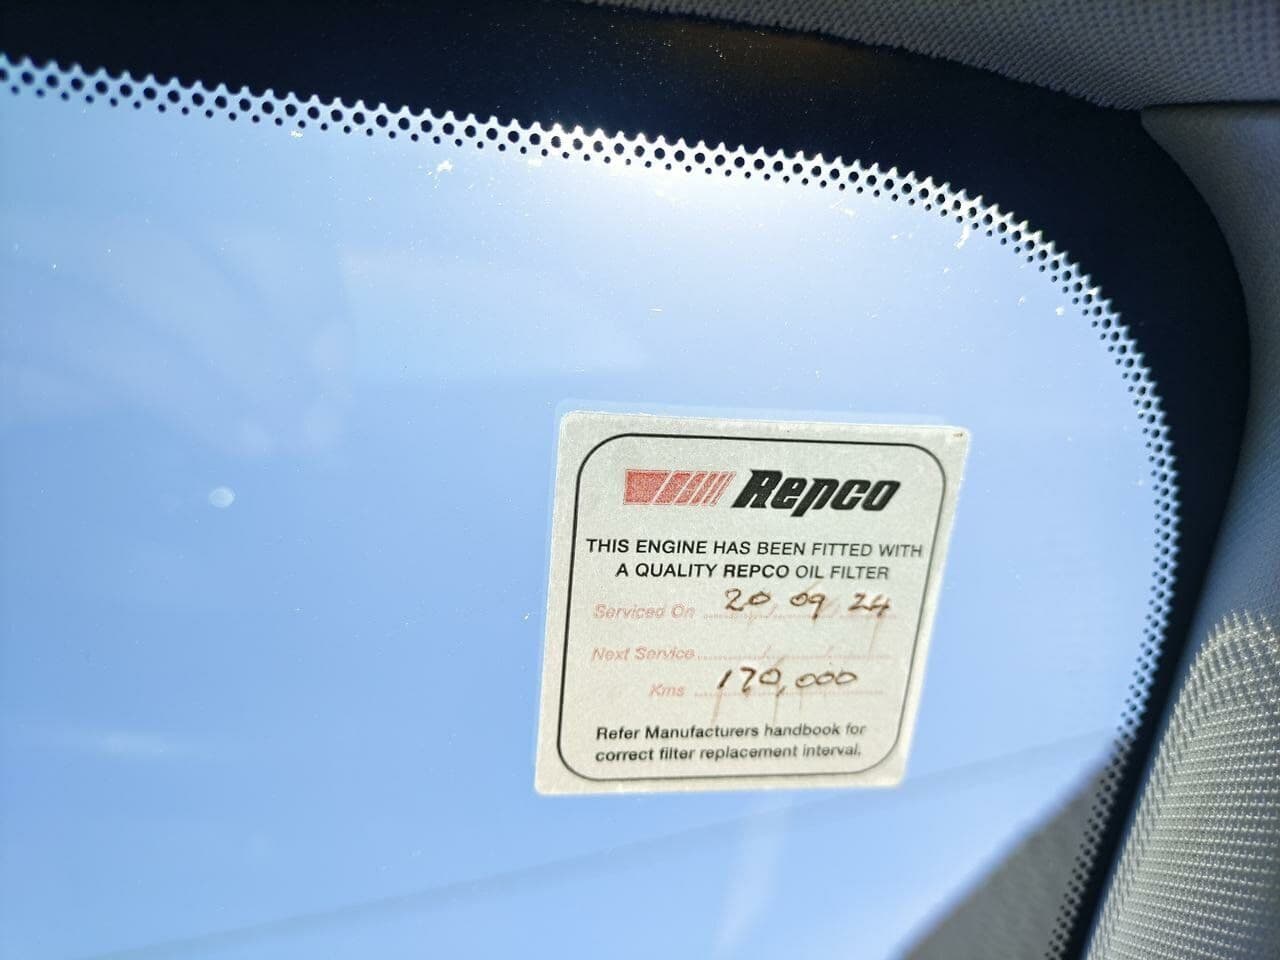 Repco
THIS ENGINE HAS BEEN FITTED WITH
A QUALITY REPCO OIL FILTER
Serviced On 20 09 24
Next Service
Kms 170,000
Refer Manufacturers handbook for
correct filter replacement interval.